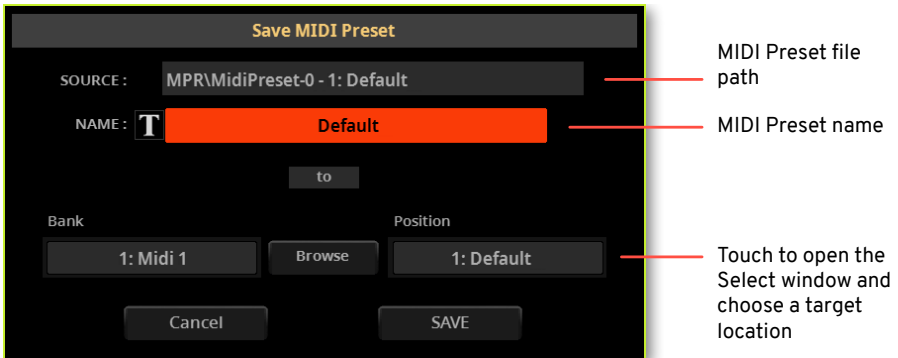 Save MIDI Preset
SOURCE :
MPR\MidiPreset-0 - 1: Default
MIDI Preset file
path
NAME :
T
Default
MIDI Preset name
to
Bank
Position
1: Midi 1
Browse
1: Default
Touch to open the
Select window and
choose a target
location
Cancel
SAVE